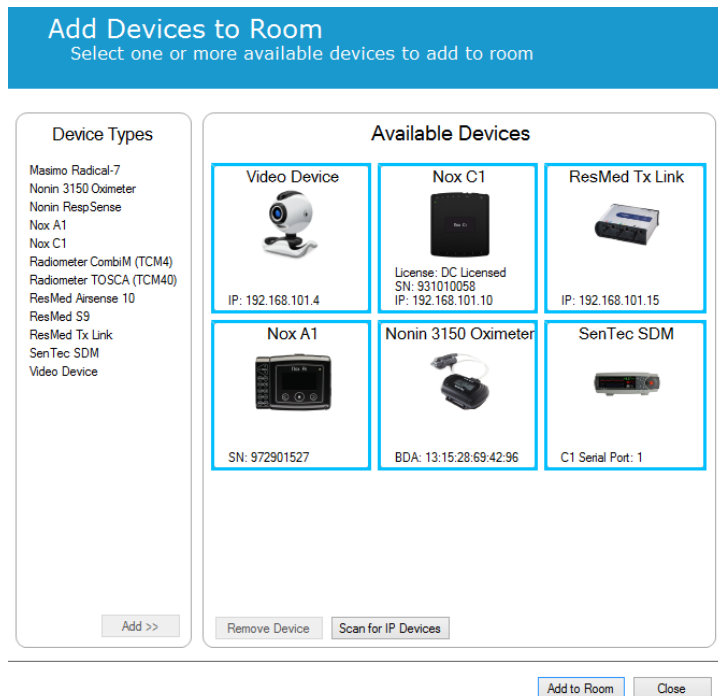 Add Devices to Room
Select one or more available devices to add to room
Device Types
Masimo Radical-7
Nonin 3150 Oximeter
Nonin RespSense
Nox A1
Nox C1
Radiometer CombiM (TCM4)
Radiometer TOSCA (TCM40)
ResMed Airsense 10
ResMed S9
ResMed Tx Link
SenTec SDM
Video Device
Add >>
Available Devices
Video Device
IP: 192.168.101.4
Nox C1
Nox C1
License: DC Licensed
SN: 931010058
IP: 192.168.101.10
ResMed Tx Link
IP: 192.168.101.15
Nox A1
SN: 972901527
Nonin 3150 Oximeter
BDA: 13:15:28:69:42:96
SenTec SDM
C1 Serial Port: 1
Remove Device
Scan for IP Devices
Add to Room
Close